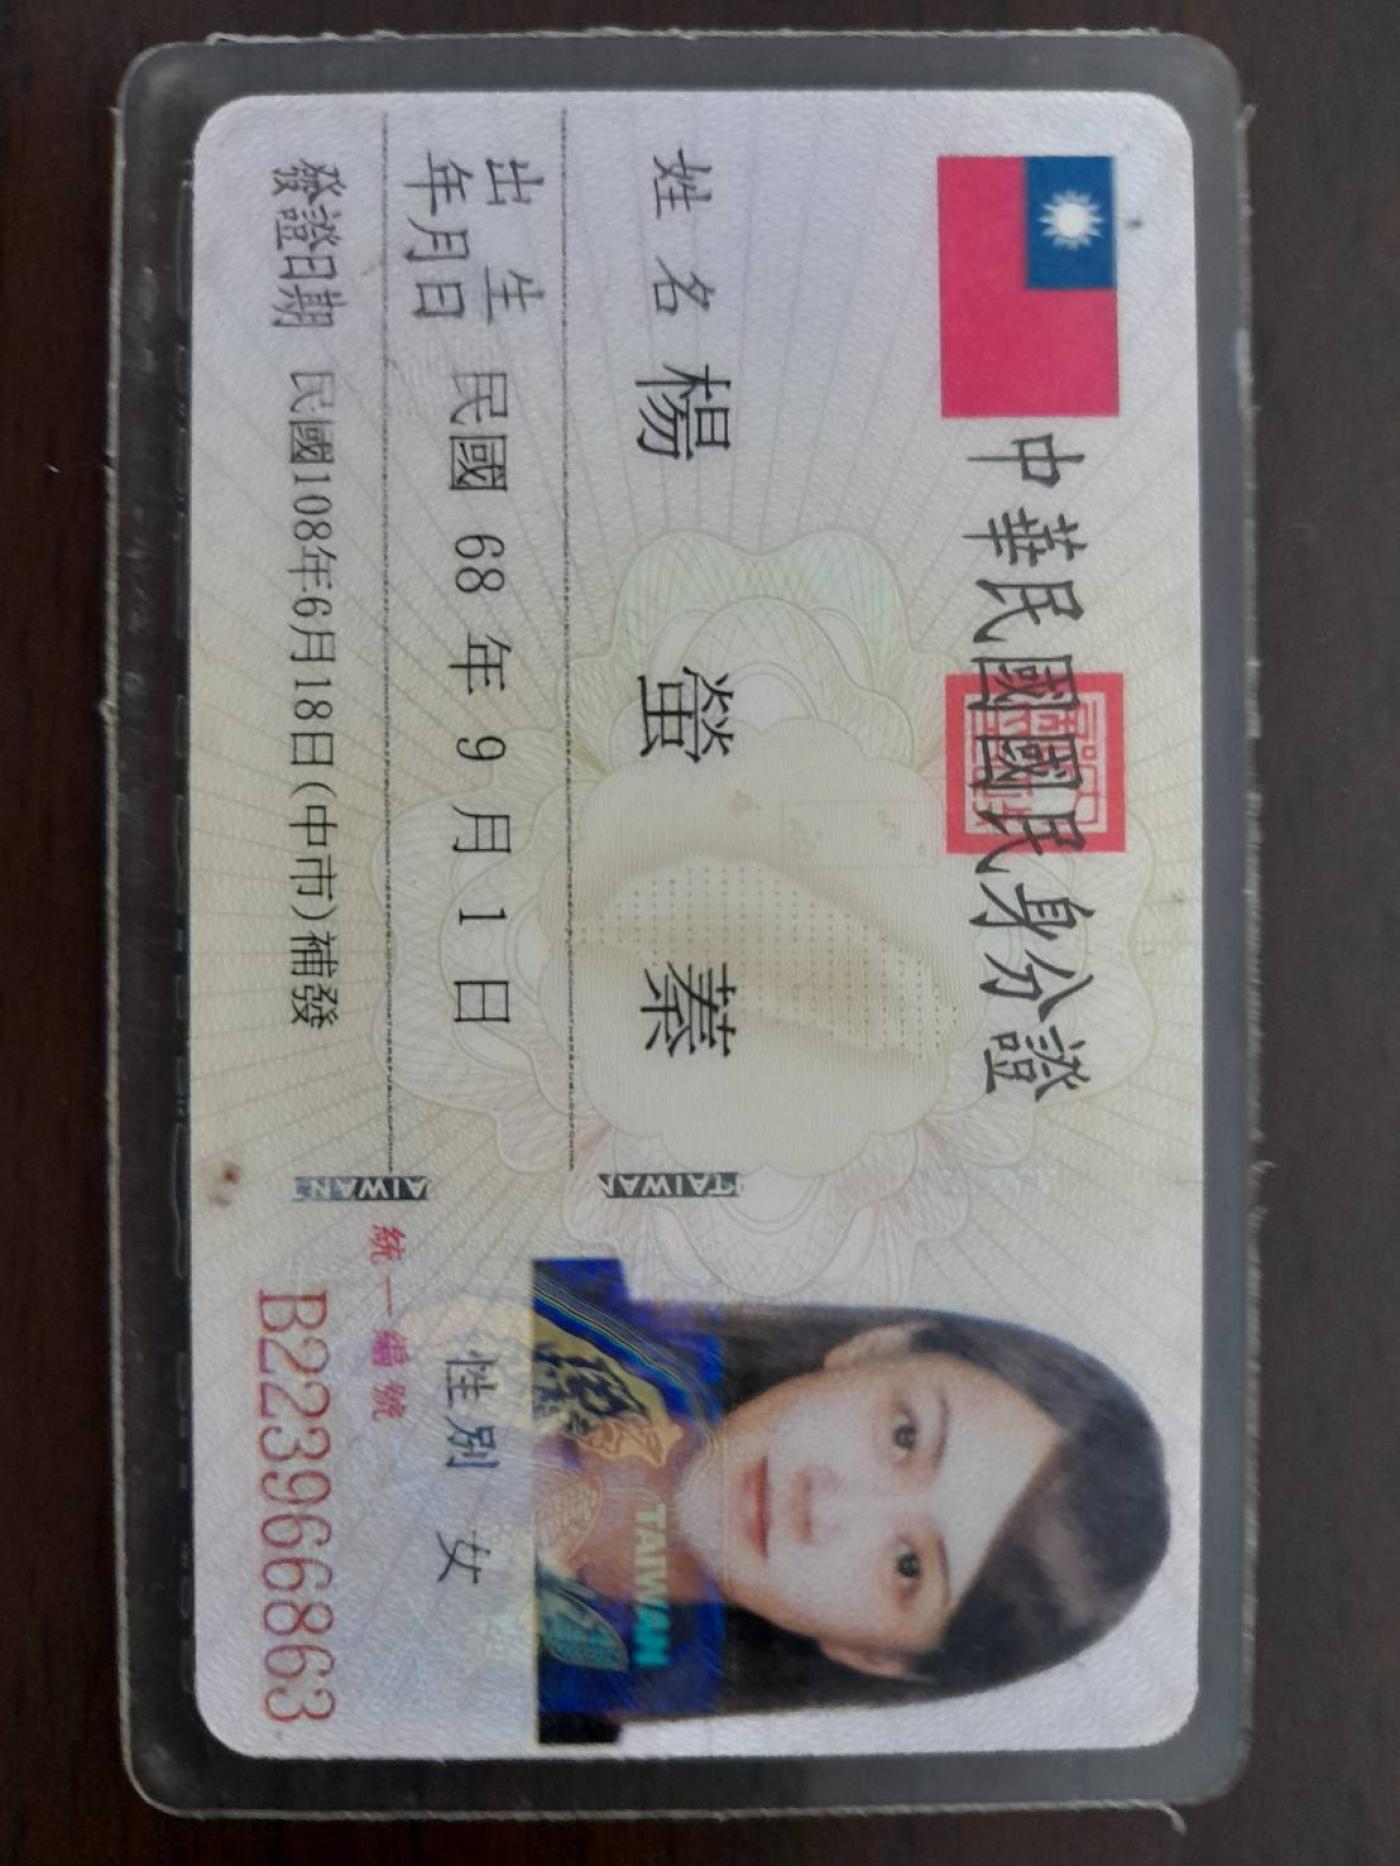 中華民國國民身分證
姓名 楊 螢 蓁
TAIWAN
出生
年月日 民國 68 年 9 月 1 日
TAIWAN
性別 女
統一編號
發證日期 民國108年6月18日(中市)補發
B223966863